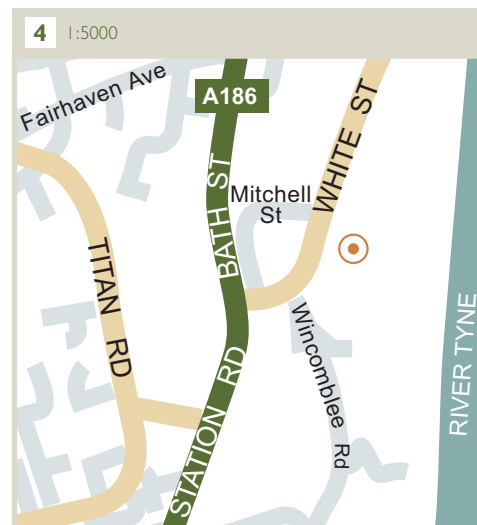 4 1:5000
Fairhaven Ave
A186
WHITE ST
Mitchell
St
BATH ST
TITAN RD
Wincomblee Rd
RIVER TYNE
STATION RD